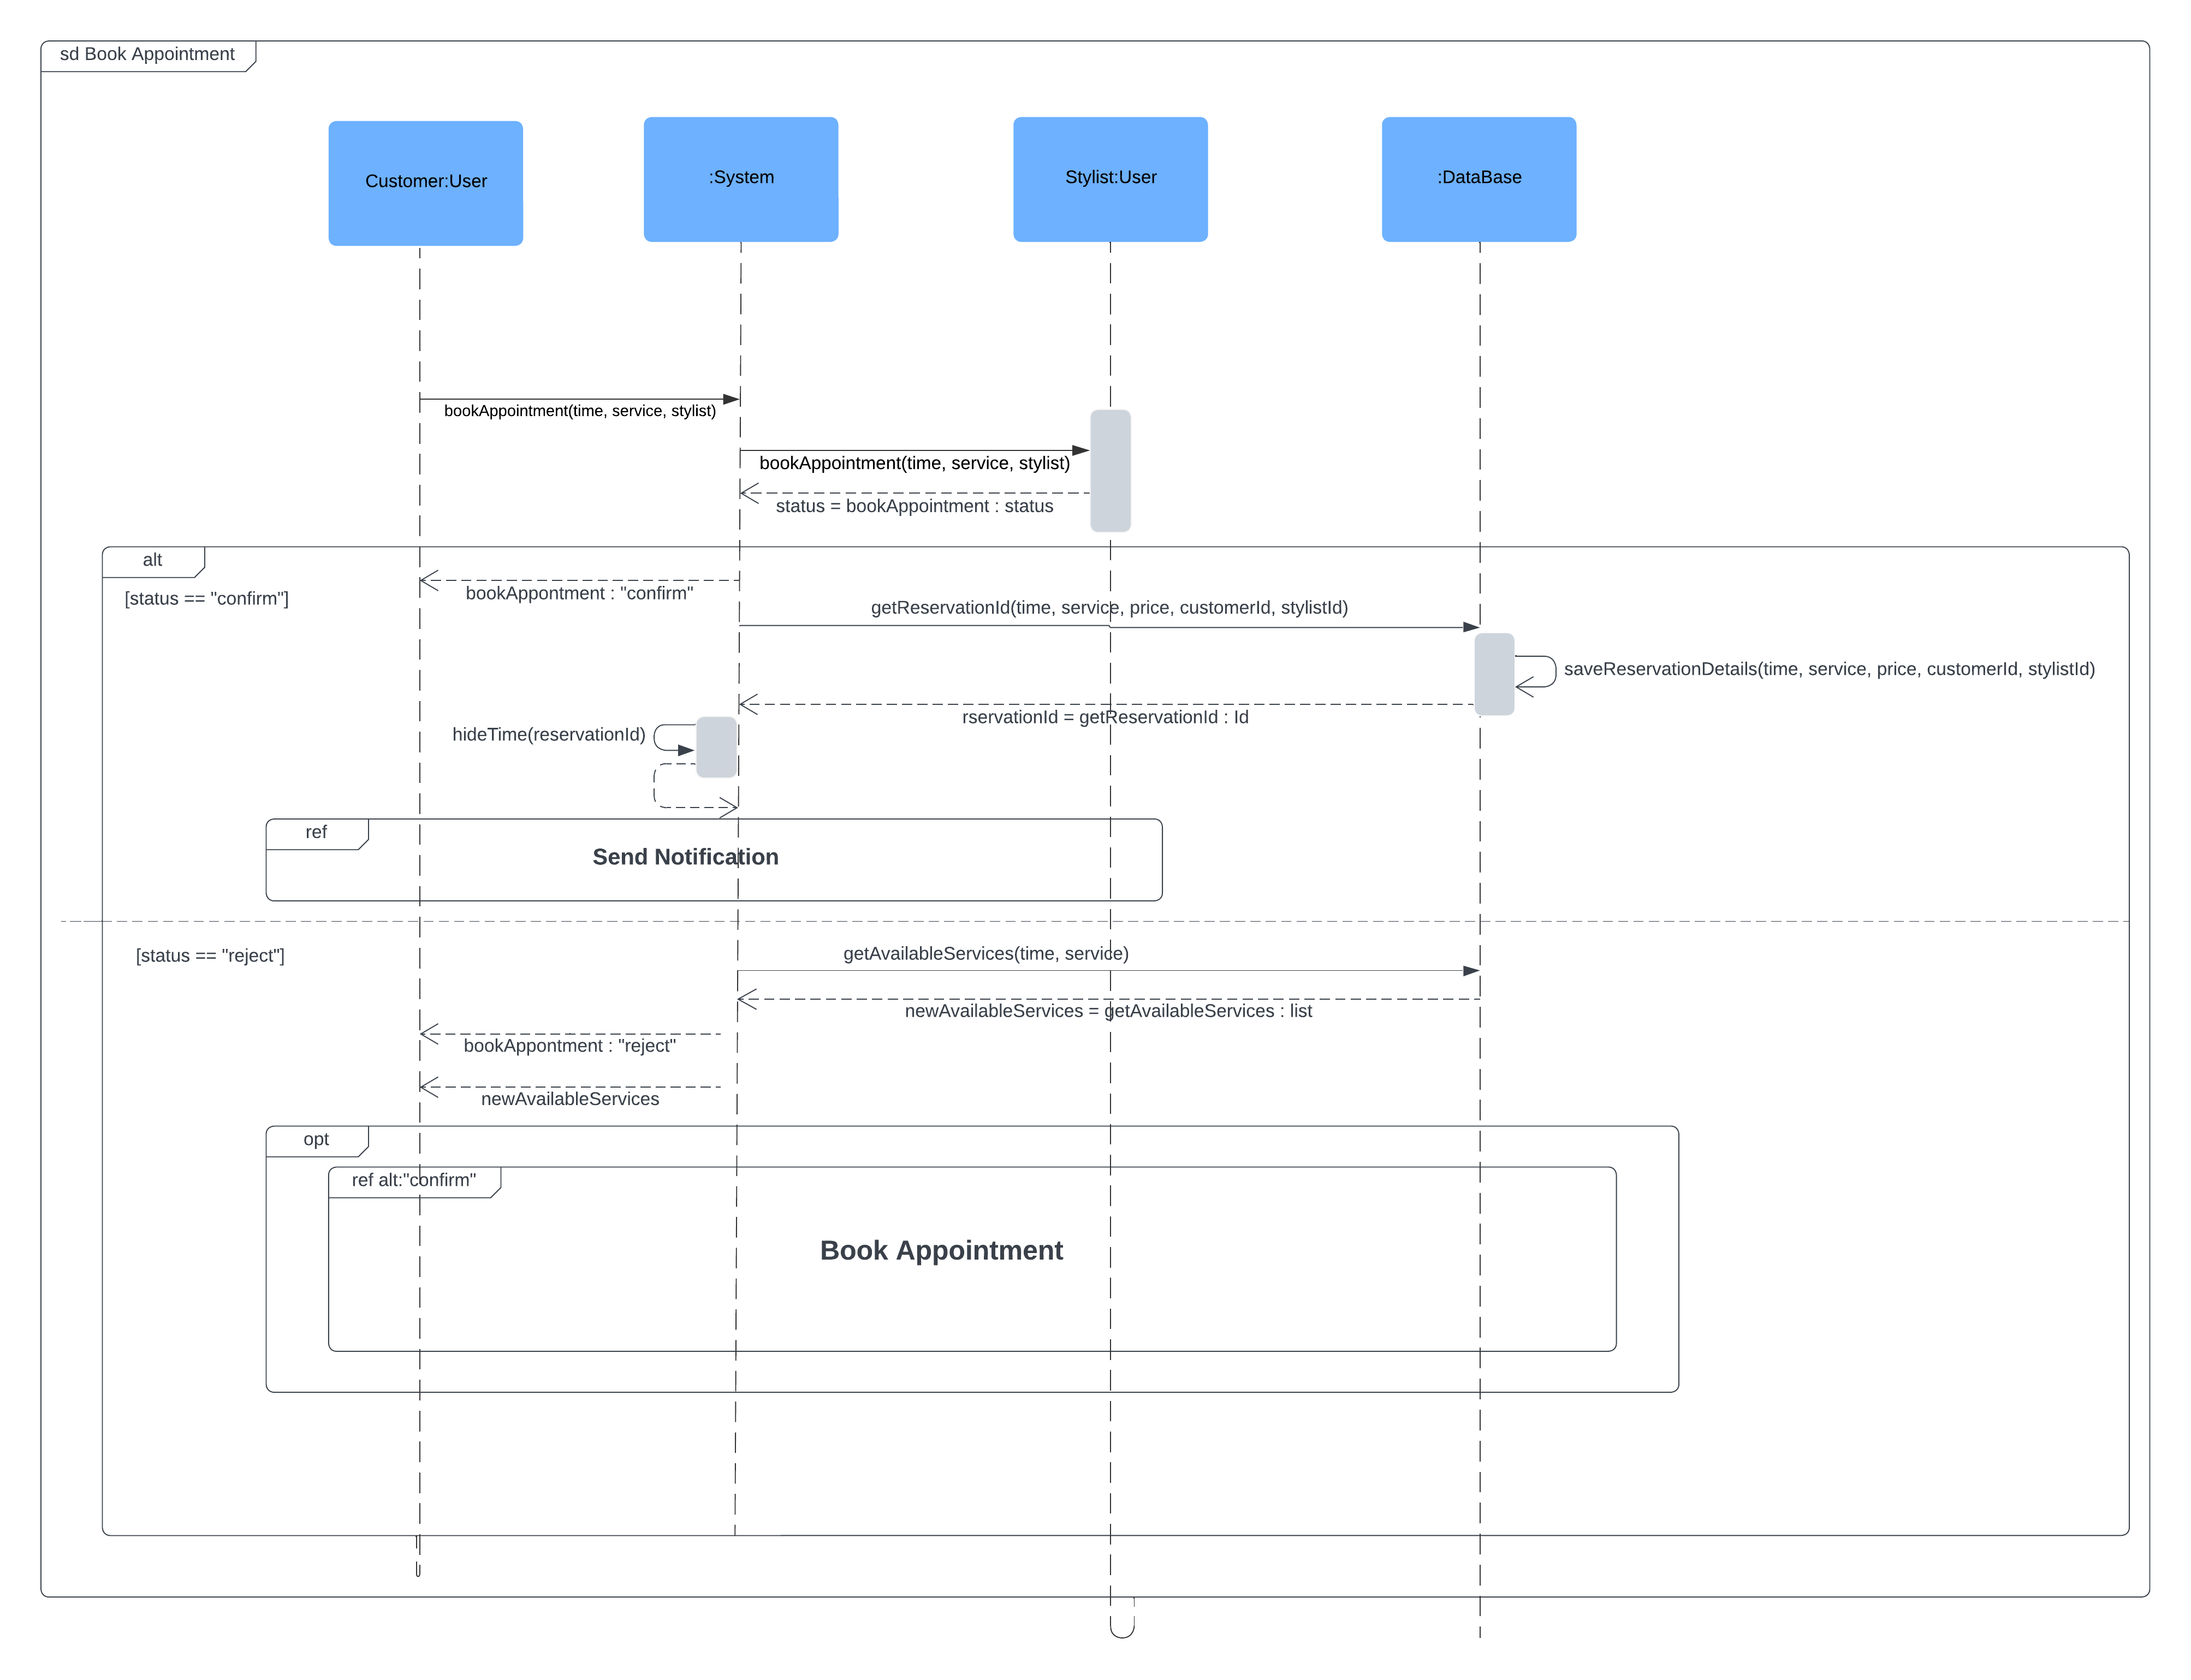 sd Book Appointment
Customer:User
:System
Stylist:User
:DataBase
bookAppointment(time, service, stylist)
bookAppointment(time, service, stylist)
status = bookAppointment : status
alt
[status == "confirm"]
bookAppontment : "confirm"
getReservationId(time, service, price, customerId, stylistId)
saveReservationDetails(time, service, price, customerId, stylistId)
rservationId = getReservationId : Id
hideTime(reservationId)
ref
Send Notification
[status == "reject"]
getAvailableServices(time, service)
newAvailableServices = getAvailableServices : list
bookAppontment : "reject"
newAvailableServices
opt
ref alt:"confirm"
Book Appointment